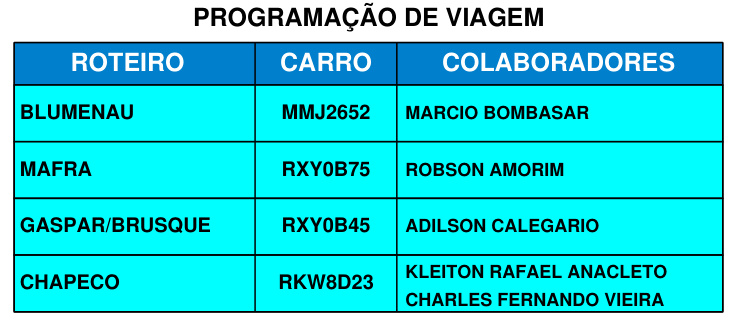 PROGRAMAÇÃO DE VIAGEM
ROTEIRO CARRO COLABORADORES
BLUMENAU MMJ2652 MARCIO BOMBASAR
MAFRA RXY0B75 ROBSON AMORIM
GASPAR/BRUSQUE RXY0B45 ADILSON CALEGARIO
CHAPECO RKW8D23 KLEITON RAFAEL ANACLETO
CHARLES FERNANDO VIEIRA